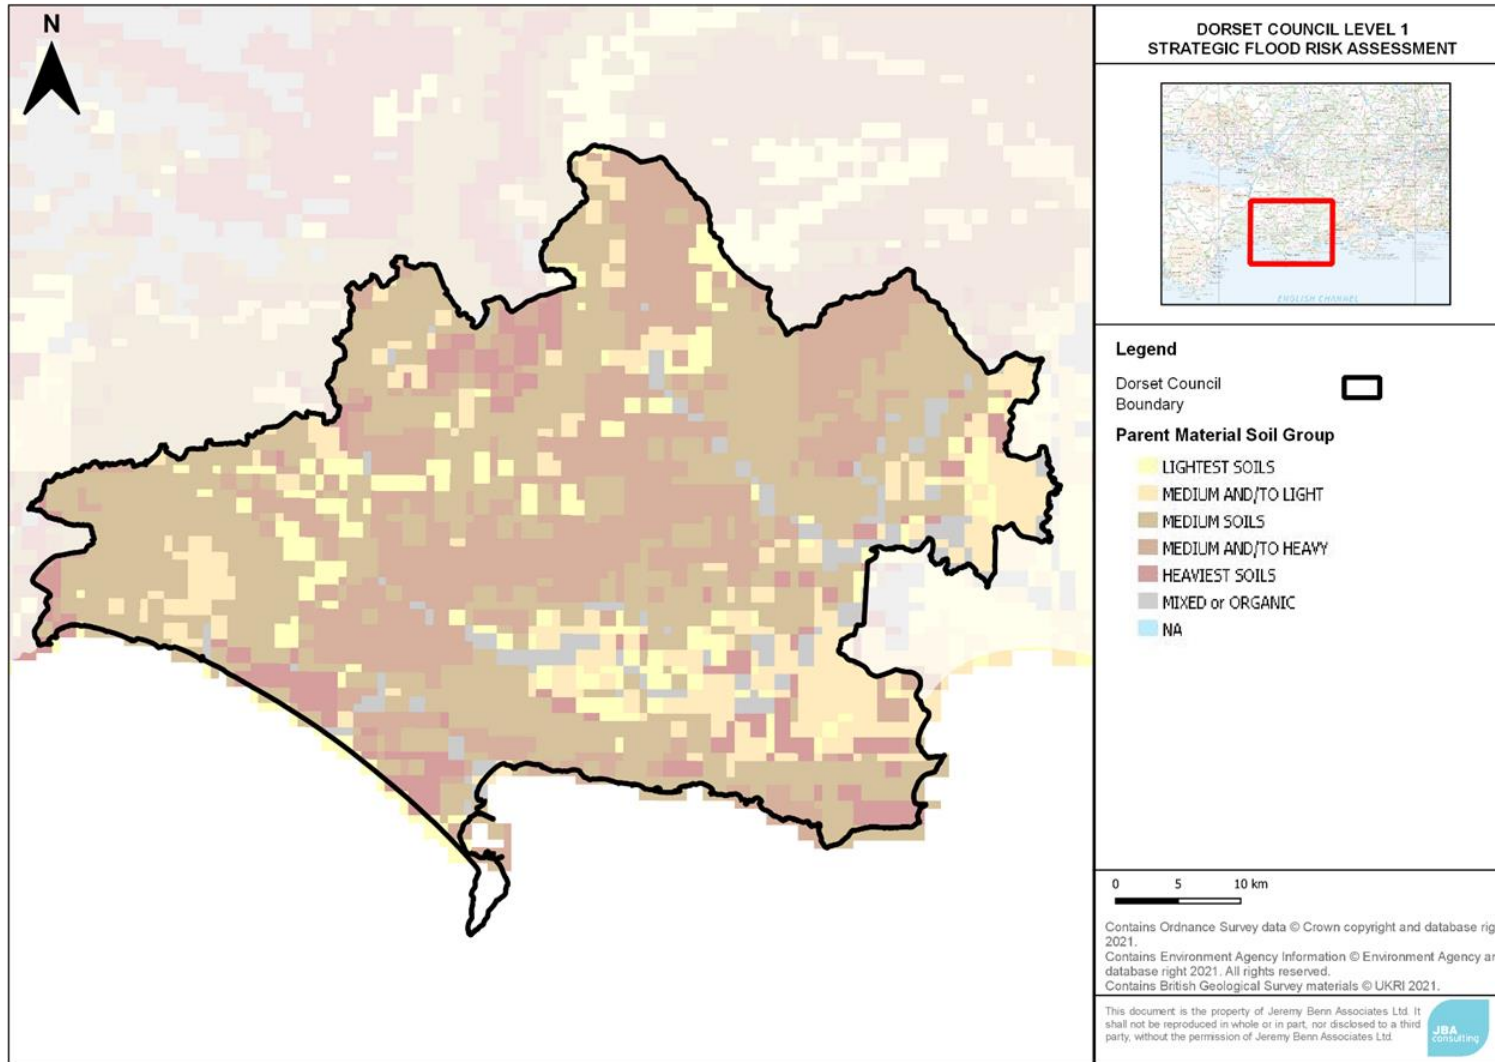 N
DORSET COUNCIL LEVEL 1
STRATEGIC FLOOD RISK ASSESSMENT
ENGLISH CHANNEL
Legend
Dorset Council
Boundary
Parent Material Soil Group
LIGHTEST SOILS
MEDIUM AND/TO LIGHT
MEDIUM SOILS
MEDIUM AND/TO HEAVY
HEAVIEST SOILS
MIXED or ORGANIC
NA
0 5 10 km
Contains Ordnance Survey data © Crown copyright and database rig
2021.
Contains Environment Agency Information © Environment Agency an
database right 2021. All rights reserved.
Contains British Geological Survey materials © UKRI 2021.
This document is the property of Jeremy Benn Associates Ltd. It
shall not be reproduced in whole or in part, nor disclosed to a third
party, without the permission of Jeremy Benn Associates Ltd.
JBA
consulting